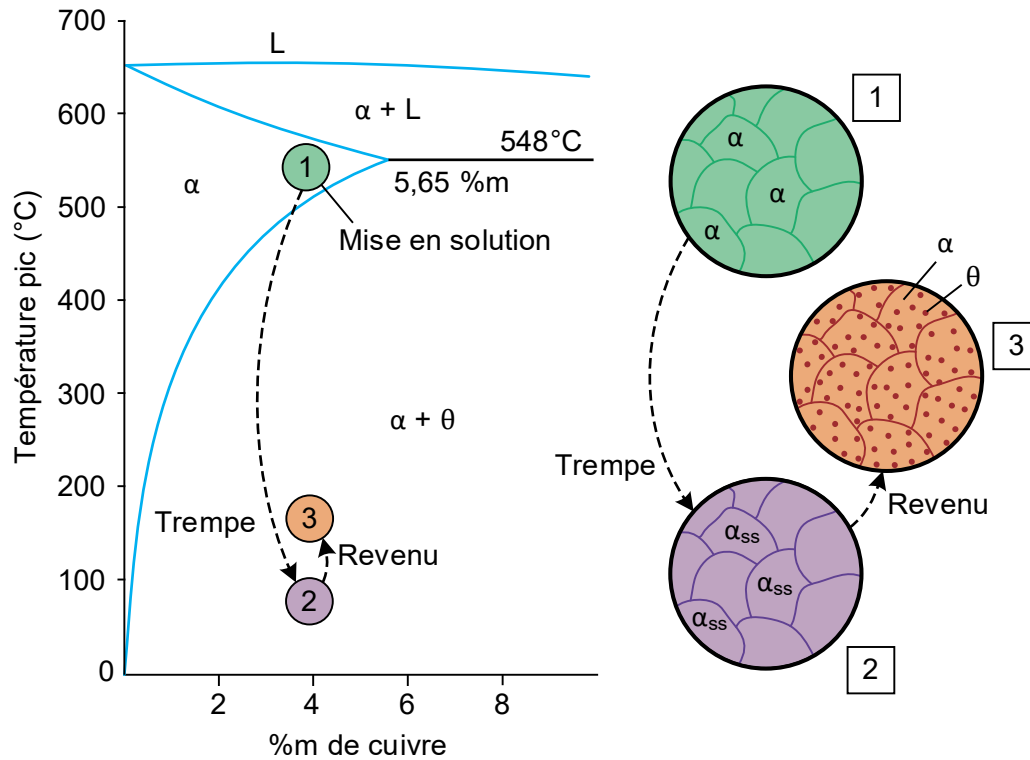 700
600
500
400
300
200
100
0
Température pic (°C)
2
4
6
8
%m de cuivre
L
α + L
548°C
5,65 %m
α
1
Mise en solution
α + θ
Trempe
3
Revenu
2
1
α
α
α
α
θ
3
Trempe
Revenu
αss
αss
αss
2